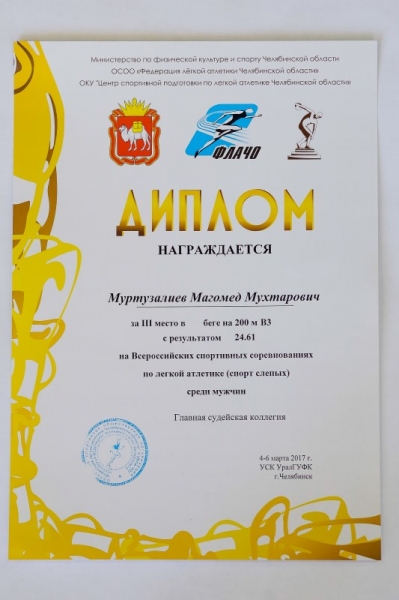 Министерство по физической культуре и спорту Челябинской области
ОСОО «Федерация лёгкой атлетики Челябинской области»
ОКУ "Центр спортивной подготовки по легкой атлетике Челябинской области»
ФЛАЧО
ДИПЛОМ
НАГРАЖДАЕТСЯ
Муртузалиев Магомед Мухтарович
за III место в беге на 200 м В3
с результатом 24.61
на Всероссийских спортивных соревнованиях
по легкой атлетике (спорт слепых)
среди мужчин
Главная судейская коллегия
4-6 марта 2017 г.
УСК УралГУФК
г.Челябинск